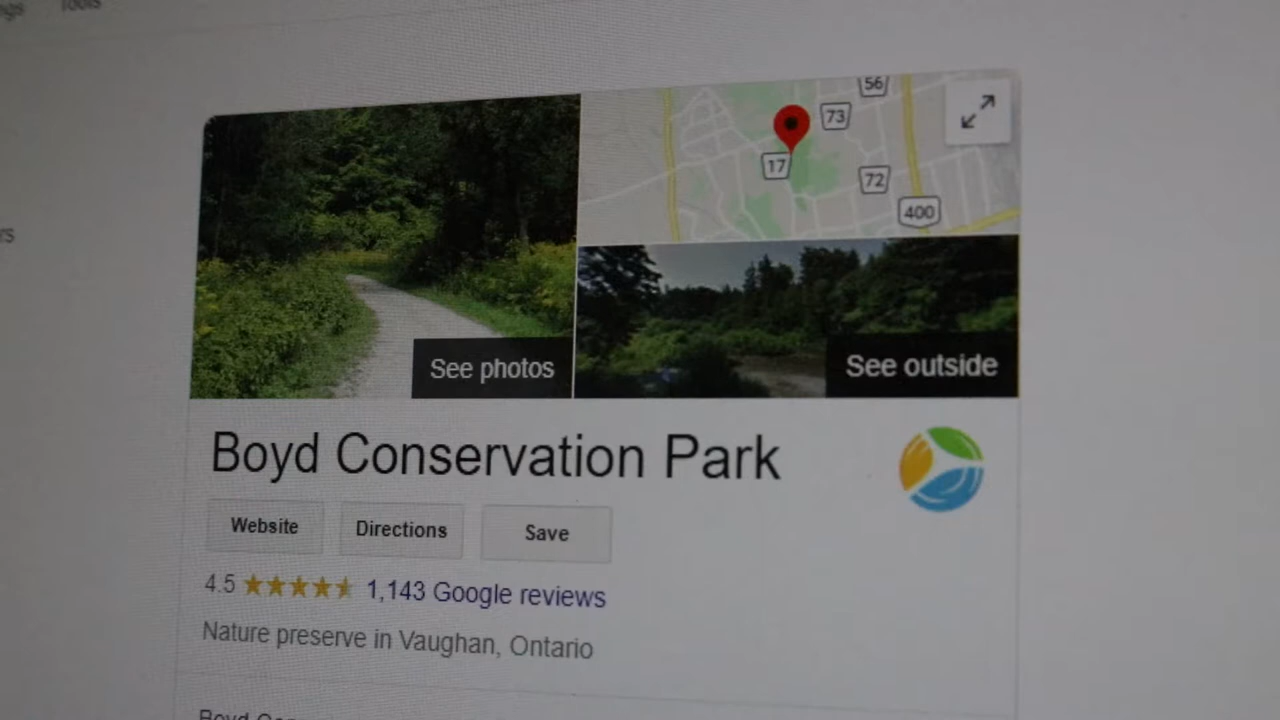 Tools
56
73
17
72
400
See photos
See outside
Boyd Conservation Park
Website Directions Save
4.5 1,143 Google reviews
Nature preserve in Vaughan, Ontario